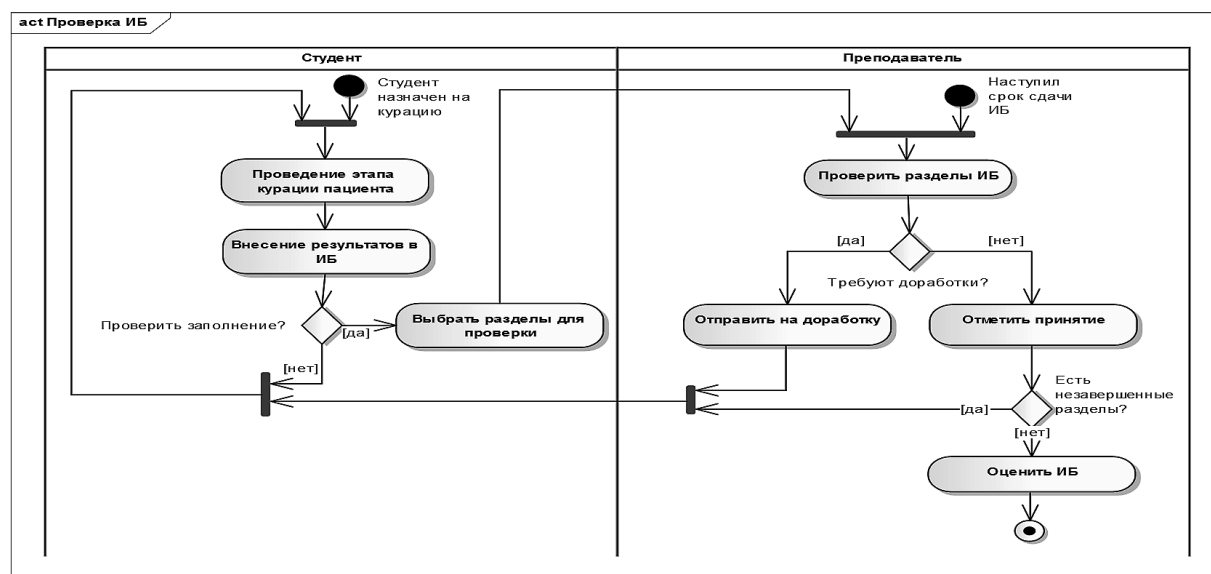 act Проверка ИБ
Студент
Преподаватель
Студент
назначен на
курацию
Наступил
срок сдачи
ИБ
Проведение этапа
курации пациента
Проверить разделы ИБ
Внесение результатов в
ИБ
[да]
[нет]
Требуют доработки?
Проверить заполнение?
[да]
Выбрать разделы для
проверки
Отправить на доработку
Отметить принятие
[нет]
Есть
незавершенные
разделы?
[да]
[нет]
Оценить ИБ